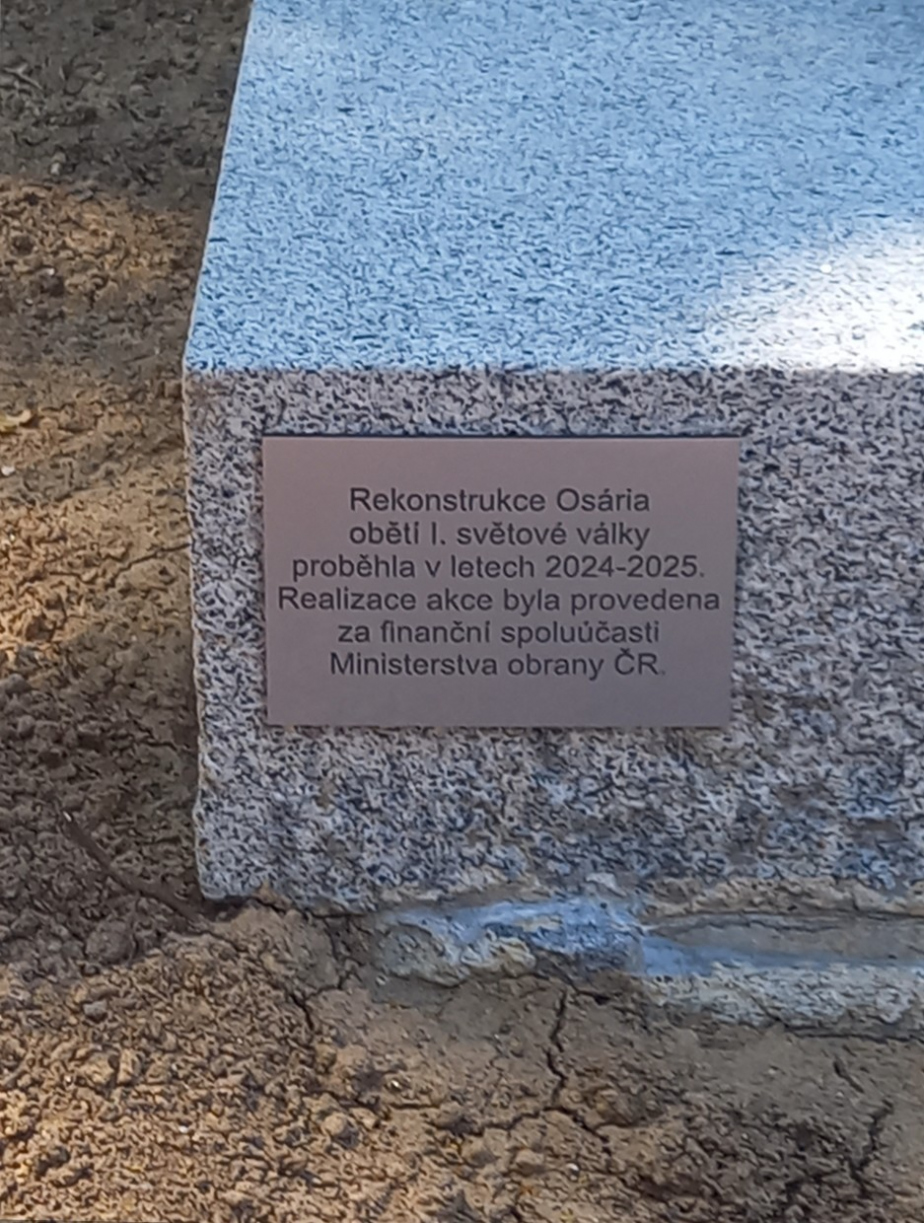 Rekonstrukce Osária
obětí I. světové války
proběhla v letech 2024-2025.
Realizace akce byla provedena
za finanční spoluúčasti
Ministerstva obrany ČR.